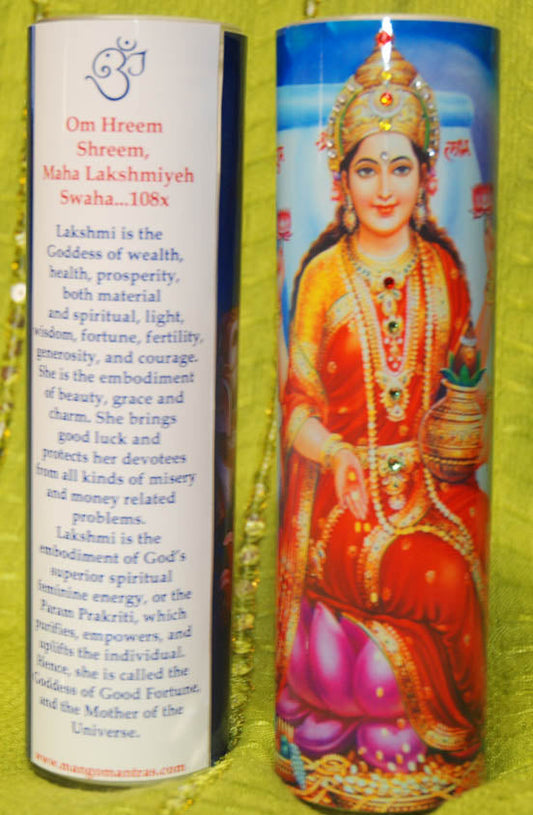 ॐ
Om Hreem
Shreem,
Maha Lakshmiyeh
Swaha...108x
Lakshmi is the
Goddess of wealth,
health, prosperity,
both material
and spiritual, light,
wisdom, fortune, fertility,
generosity, and courage.
She is the embodiment
of beauty, grace and
charm. She brings
good luck and
protects her devotees
from all kinds of misery
and money related
problems.
Lakshmi is the
embodiment of God's
superior spiritual
feminine energy, or the
Param Prakriti, which
purifies, empowers, and
uplifts the individual.
Hence, she is called the
Goddess of Good Fortune,
and the Mother of the
Universe.
www.mangomantras.com